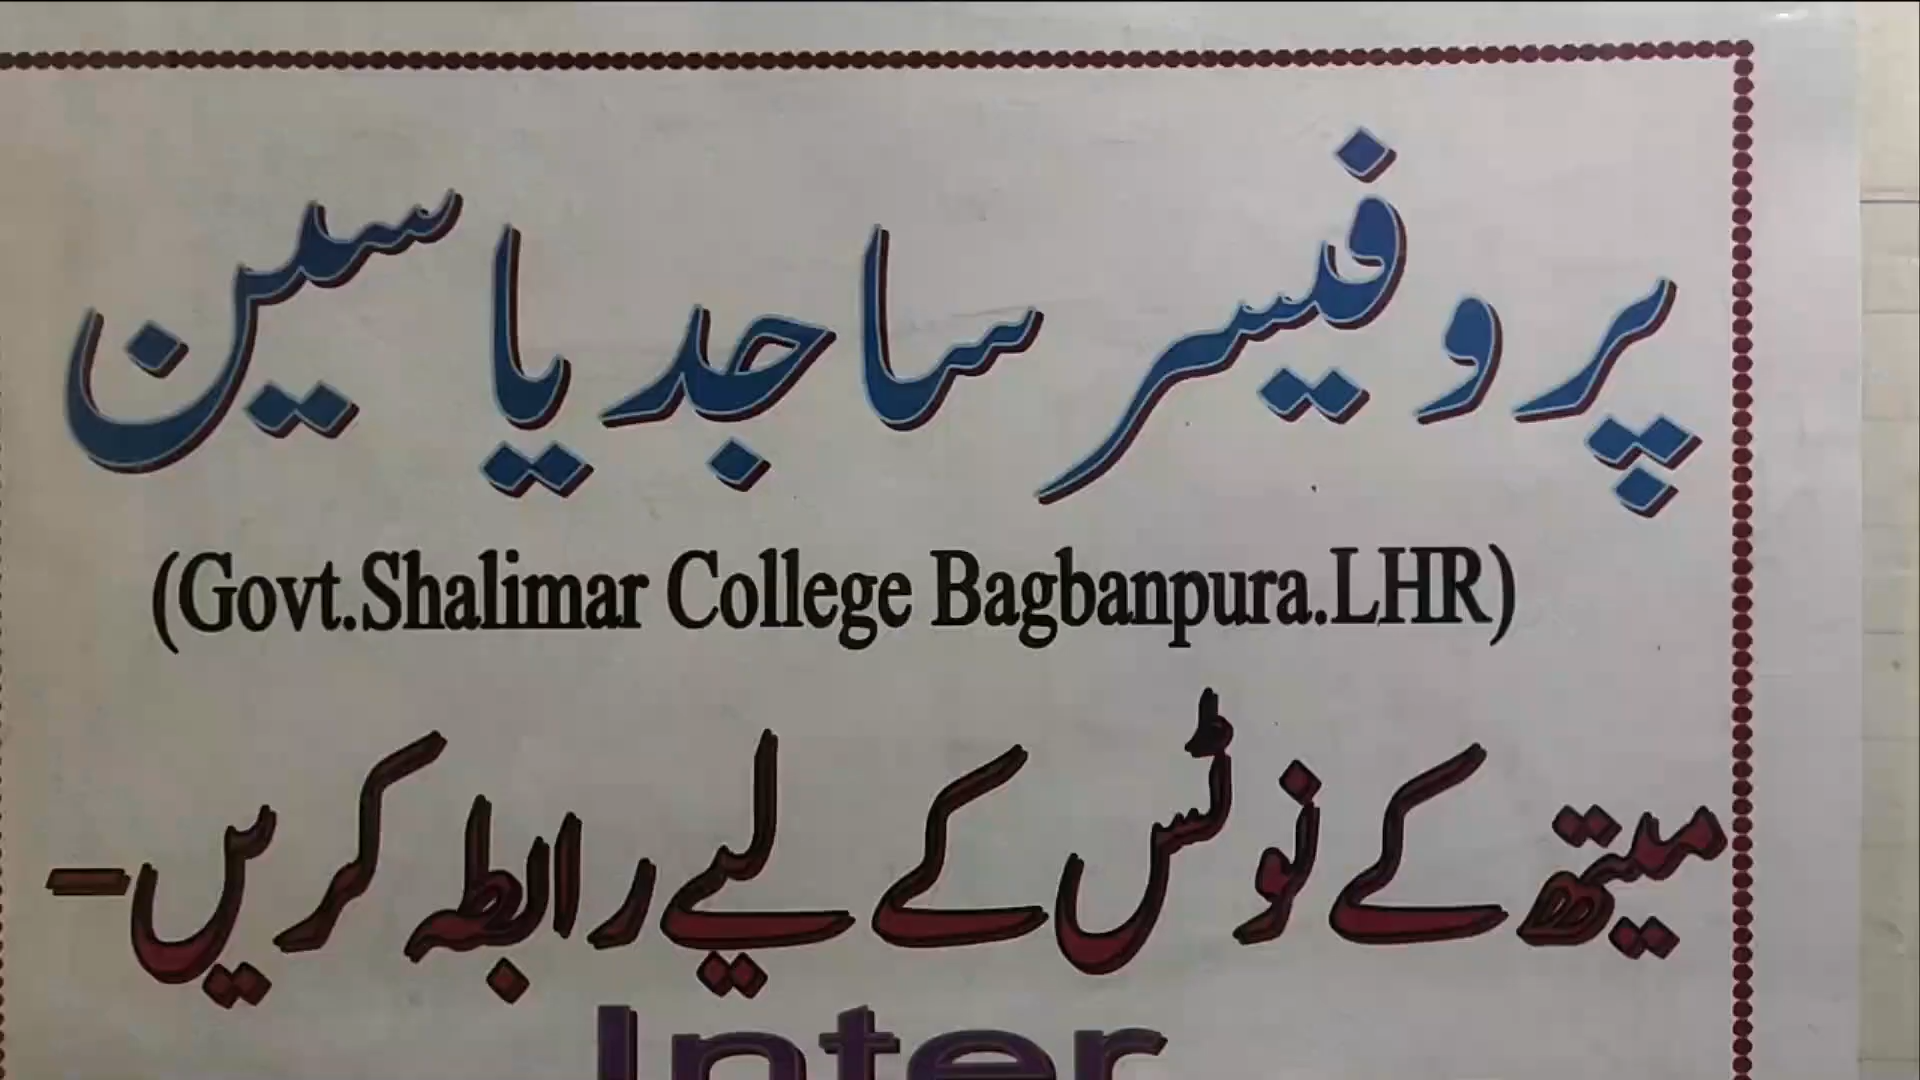 پروفیسر ساجد یاسین
(Govt.Shalimar College Bagbanpura.LHR)
میتھ کے نوٹس کے لیے رابطہ کریں-
Inter